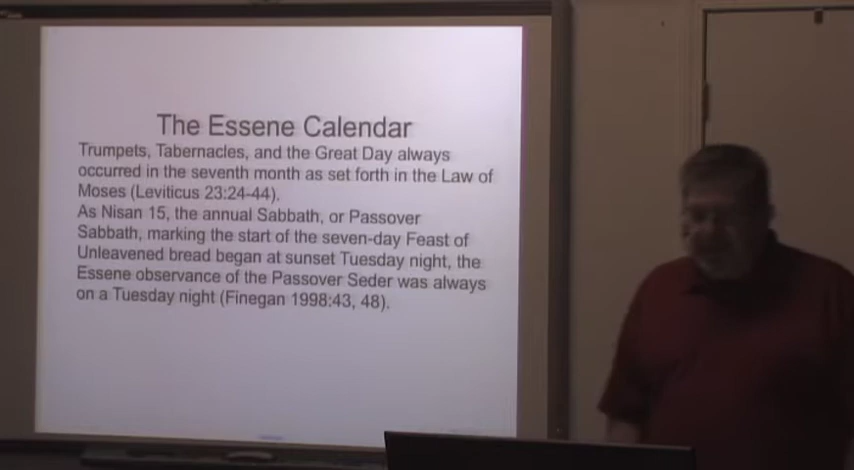 The Essene Calendar
Trumpets, Tabernacles, and the Great Day always
occurred in the seventh month as set forth in the Law of
Moses (Leviticus 23:24-44).
As Nisan 15, the annual Sabbath, or Passover
Sabbath, marking the start of the seven-day Feast of
Unleavened bread began at sunset Tuesday night, the
Essene observance of the Passover Seder was always
on a Tuesday night (Finegan 1998:43, 48).